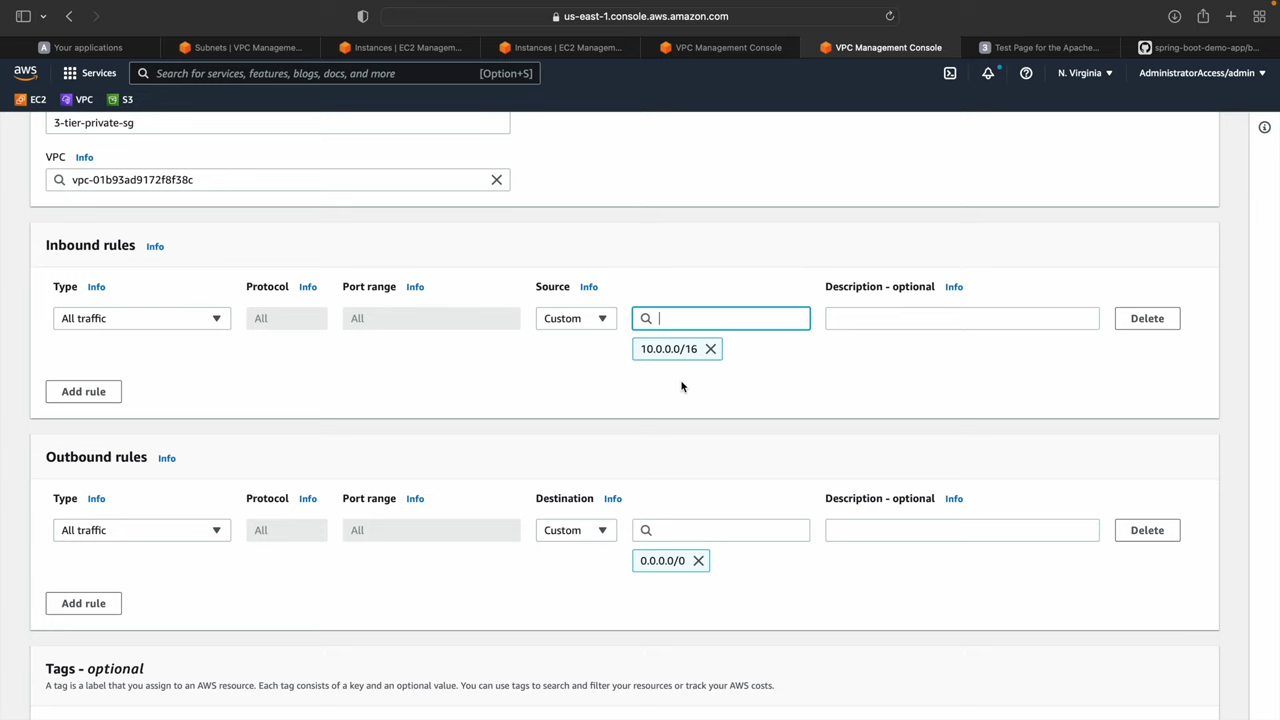 us-east-1.console.aws.amazon.com
A Your applications
Subnets | VPC Manageme...
Instances | EC2 Managem...
Instances | EC2 Managem...
VPC Management Console
VPC Management Console
3 Test Page for the Apache...
spring-boot-demo-app/b...
aws Services Search for services, features, blogs, docs, and more [Option+S] N. Virginia AdministratorAccess/admin
EC2 VPC S3
3-tier-private-sg
VPC Info
vpc-01b93ad9172f8f38c
Inbound rules Info
Type Info Protocol Info Port range Info Source Info Description - optional Info
All traffic All All Custom Delete
10.0.0.0/16
Add rule
Outbound rules Info
Type Info Protocol Info Port range Info Destination Info Description - optional Info
All traffic All All Custom Delete
0.0.0.0/0
Add rule
Tags - optional
A tag is a label that you assign to an AWS resource. Each tag consists of a key and an optional value. You can use tags to search and filter your resources or track your AWS costs.